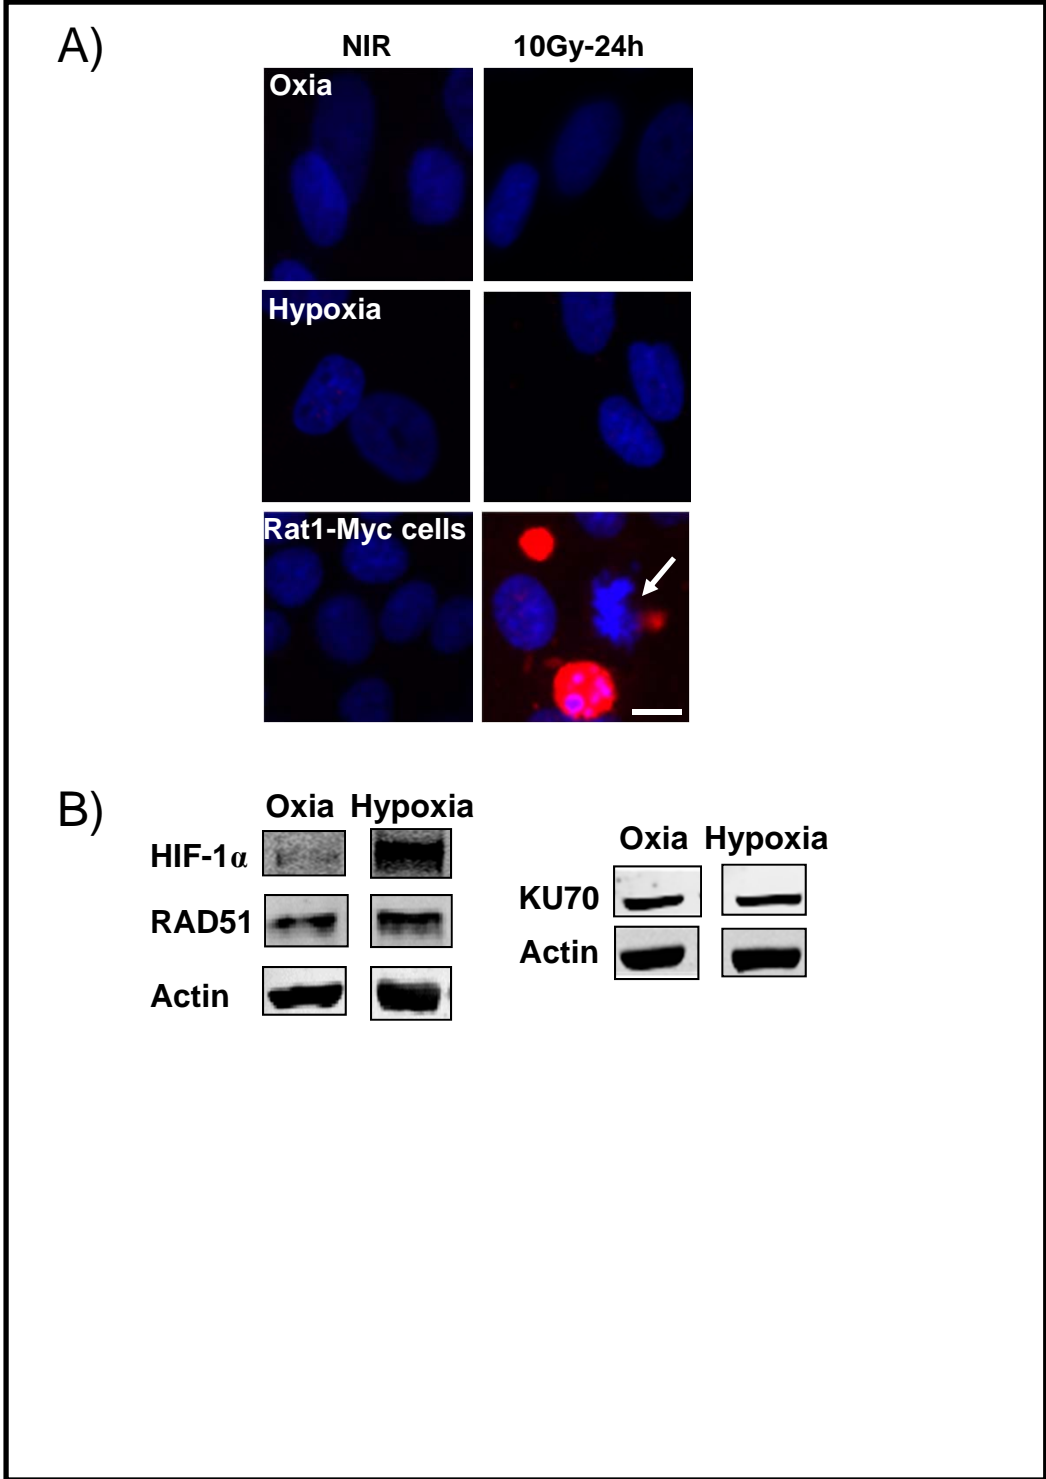 A)
NIR 10Gy-24h
Oxia
Hypoxia
Rat1-Myc cells
B)
Oxia Hypoxia
HIF-1α
RAD51
Actin
Oxia Hypoxia
KU70
Actin